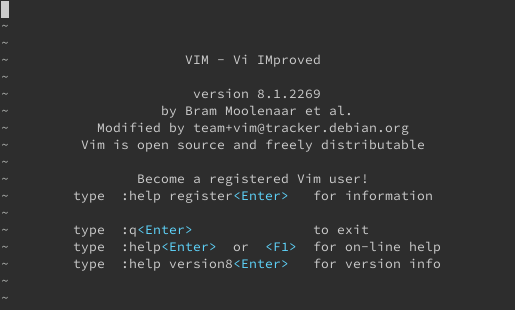 ~
~
~
VIM - Vi IMproved
~
~
version 8.1.2269
~
by Bram Moolenaar et al.
~
Modified by team+vim@tracker.debian.org
~
Vim is open source and freely distributable
~
~
Become a registered Vim user!
~
type :help register<Enter> for information
~
~
type :q<Enter> to exit
~
type :help<Enter> or <F1> for on-line help
~
type :help version8<Enter> for version info
~
~
~